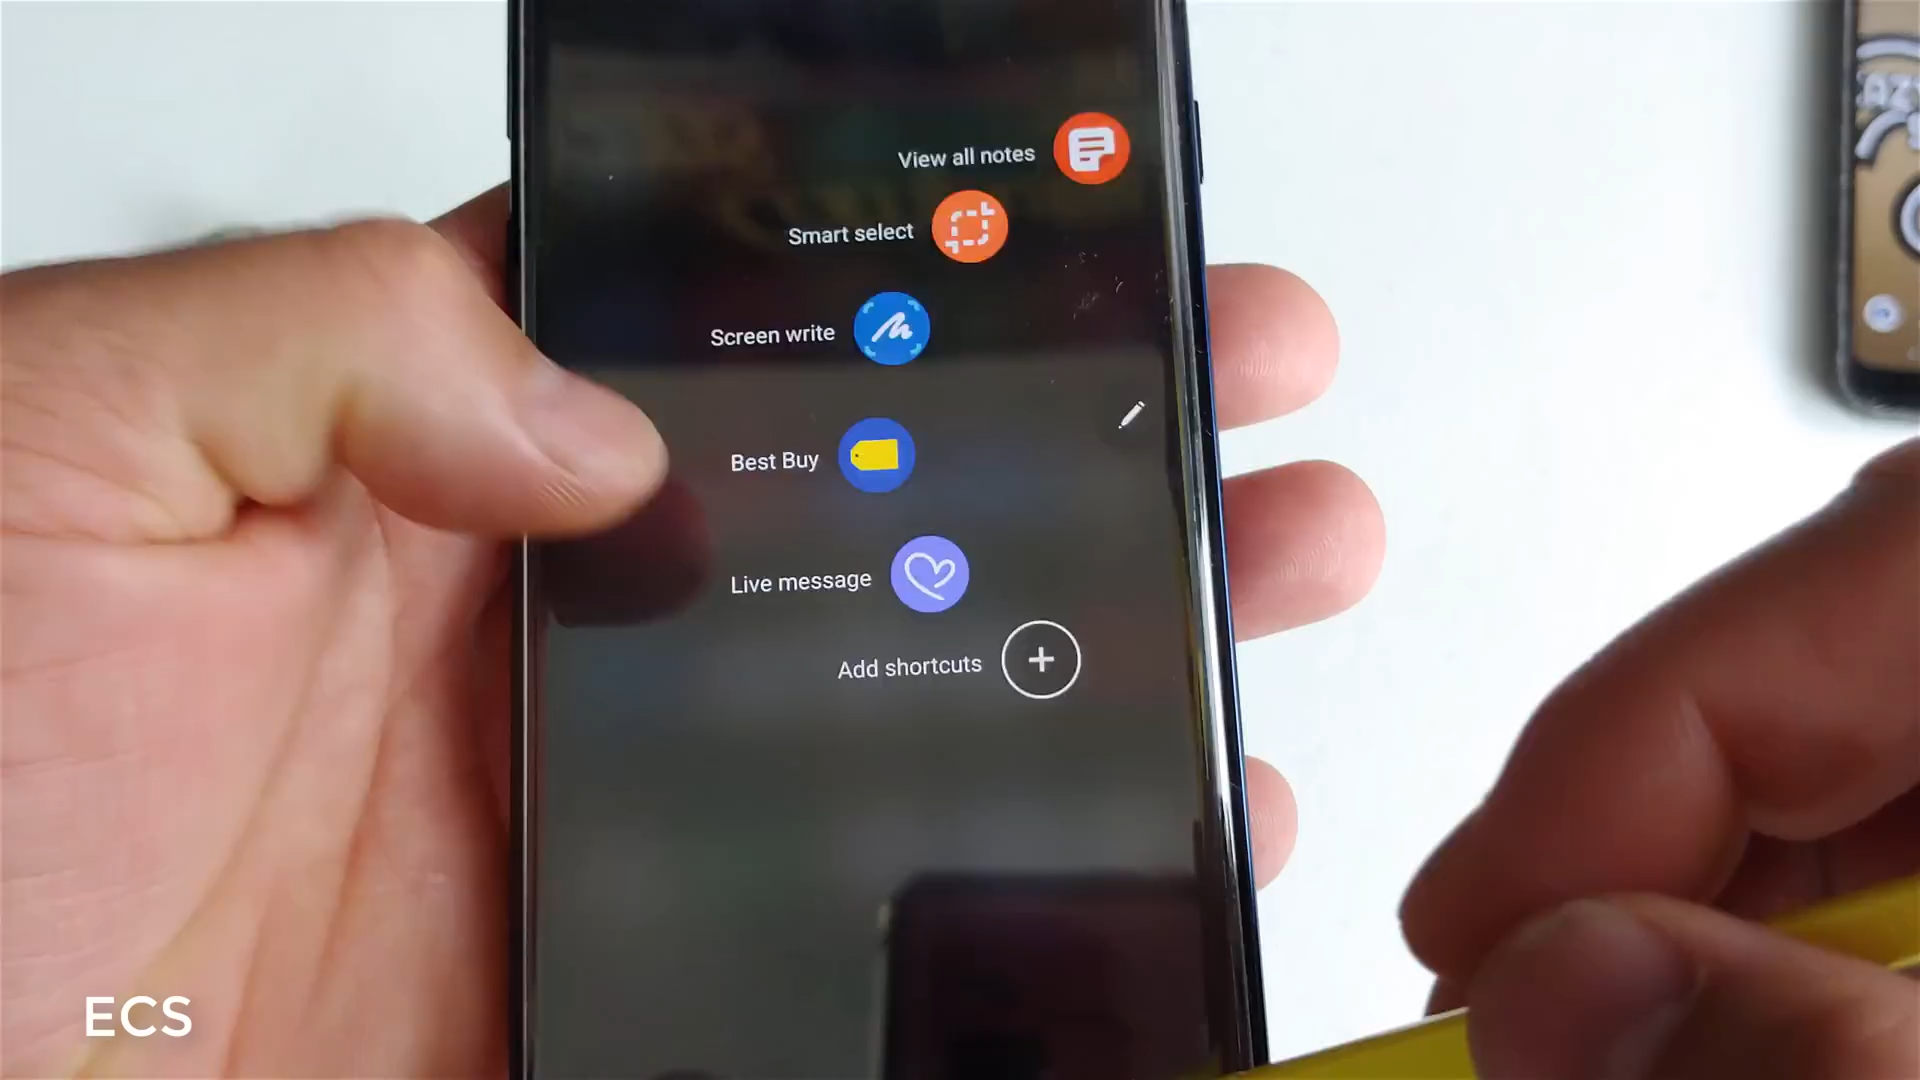 View all notes
Smart select
Screen write
Best Buy
Live message
Add shortcuts
ECS